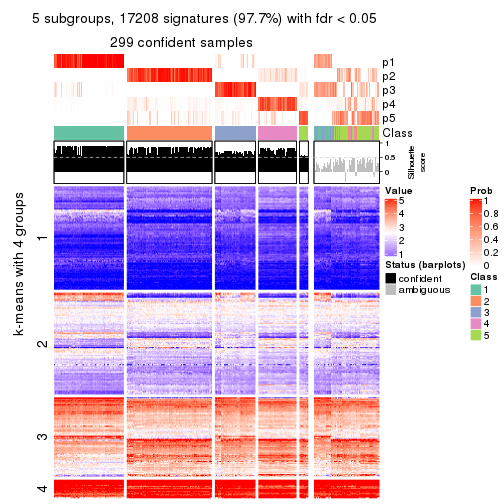 5 subgroups, 17208 signatures (97.7%) with fdr < 0.05
299 confident samples
p1
p2
p3
p4
p5
Class
1
0.5
0
Silhouette
score
k-means with 4 groups
1
2
3
4
Value
5
4
3
2
1
Status (barplots)
confident
ambiguous
Prob
1
0.8
0.6
0.4
0.2
0
Class
1
2
3
4
5